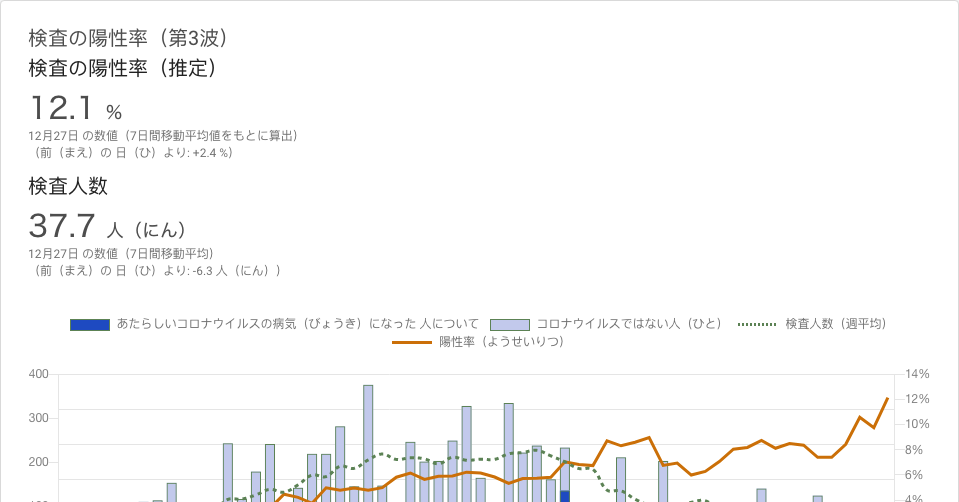 検査の陽性率（第3波）
検査の陽性率（推定）
12.1 %
12月27日 の数値（7日間移動平均値をもとに算出）
（前（まえ）の 日（ひ）より: +2.4 %）
検査人数
37.7 人（にん）
12月27日 の数値（7日間移動平均）
（前（まえ）の 日（ひ）より: -6.3 人（にん））
あたらしいコロナウイルスの病気（びょうき）になった 人について コロナウイルスではない人（ひと） 検査人数（週平均）
陽性率（ようせいりつ）
400 14%
12%
300
10%
8%
200
6%
4%